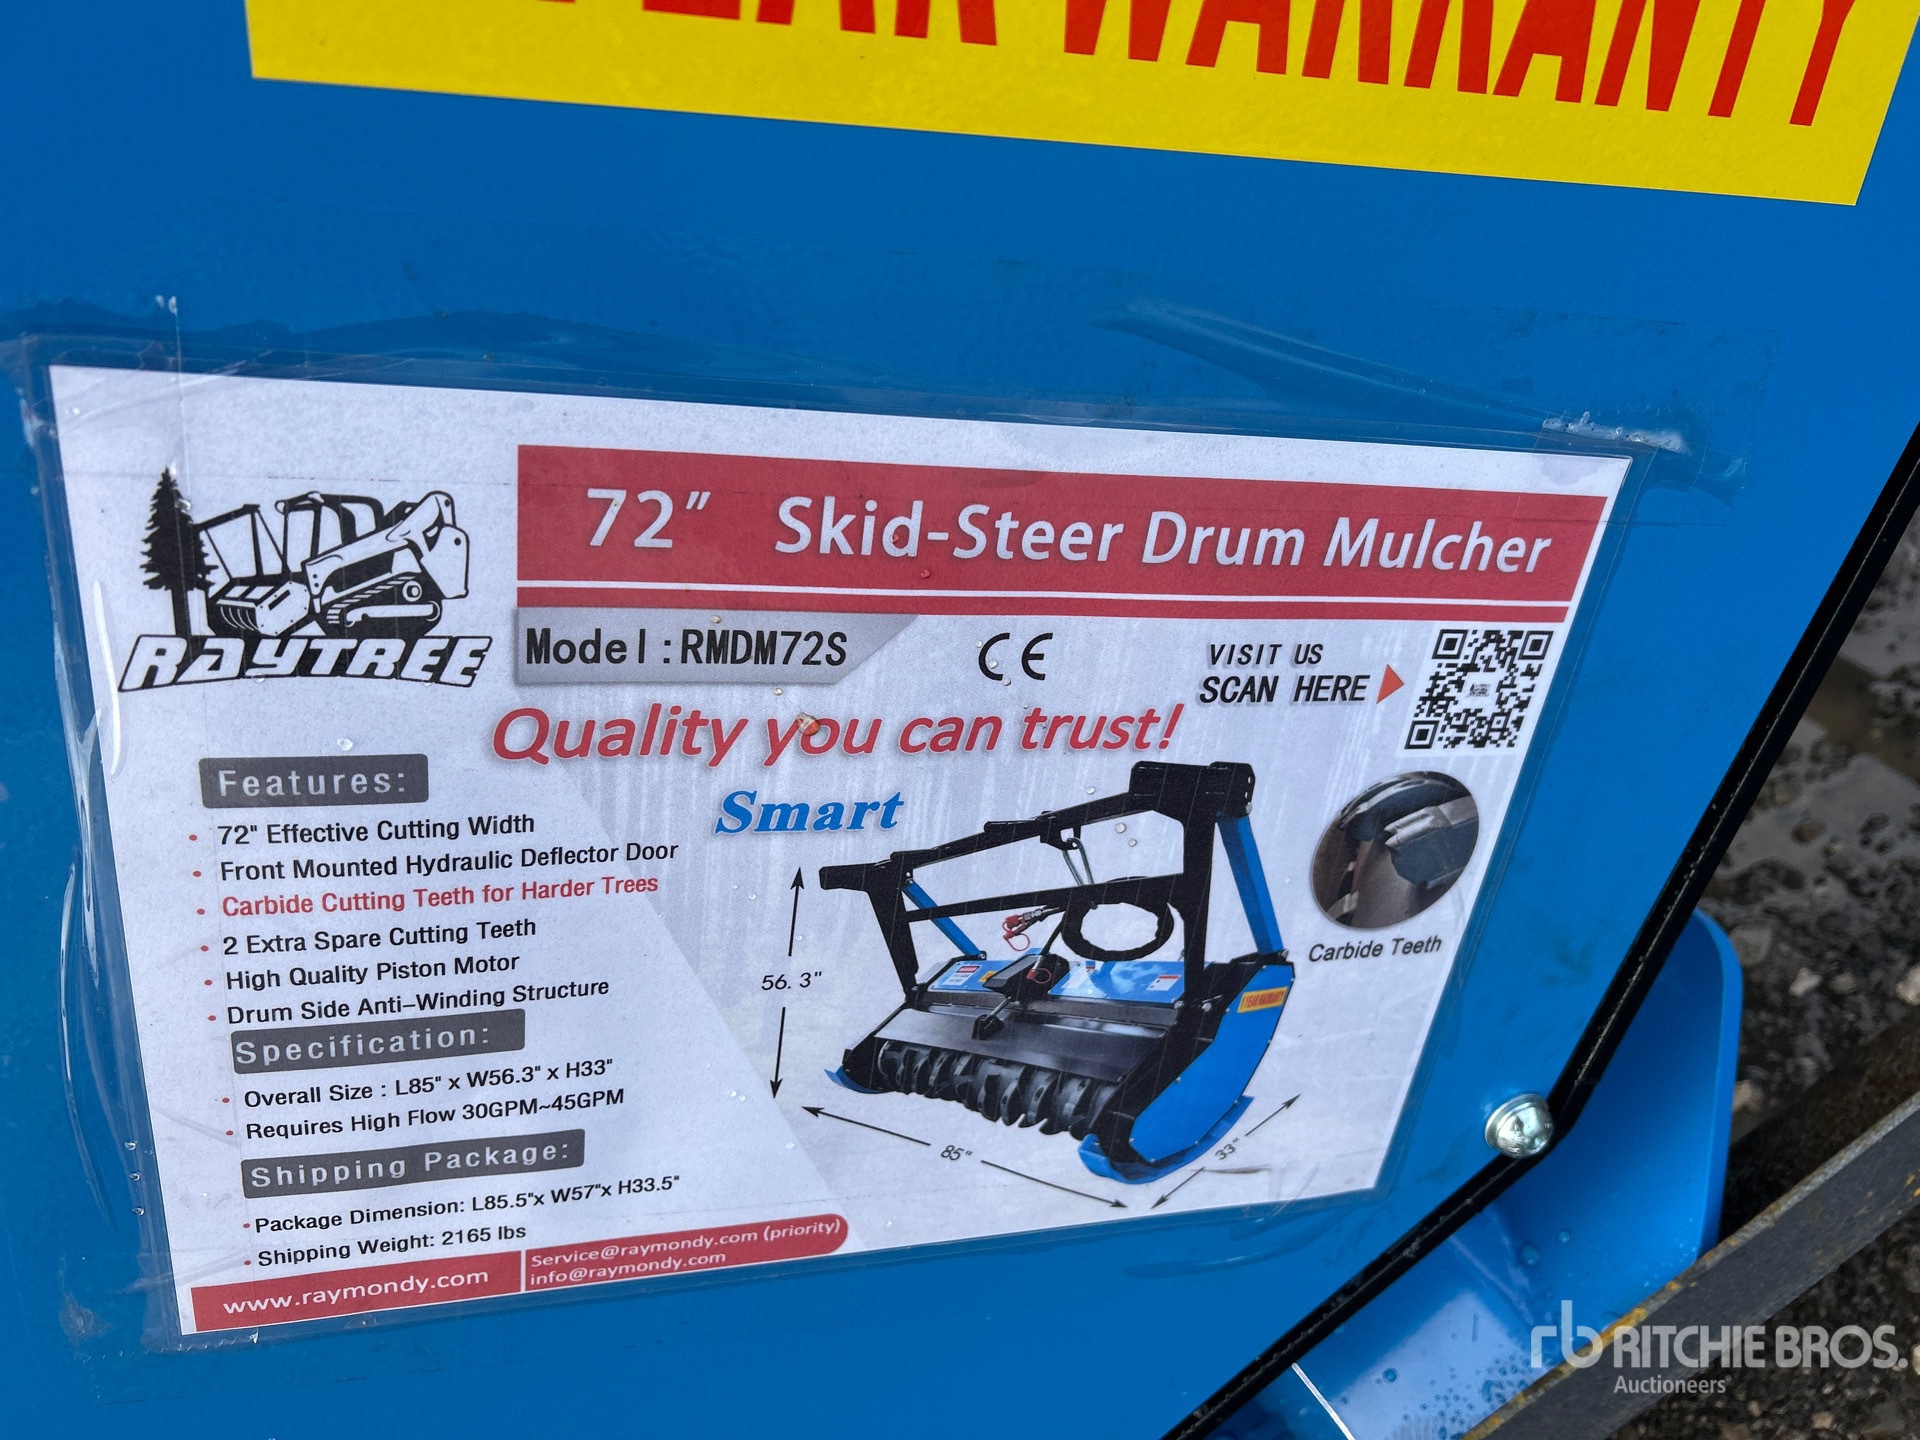 WARRANTY
72" Skid-Steer Drum Mulcher
RAYTREE
Model:RMDM72S
CE
VISIT US
SCAN HERE
Quality you can trust!
Smart
Features:
• 72" Effective Cutting Width
• Front Mounted Hydraulic Deflector Door
• Carbide Cutting Teeth for Harder Trees
• 2 Extra Spare Cutting Teeth
• High Quality Piston Motor
• Drum Side Anti-Winding Structure
Specification:
• Overall Size : L85" x W56.3" x H33"
• Requires High Flow 30GPM~45GPM
Shipping Package:
• Package Dimension: L85.5"x W57"x H33.5"
• Shipping Weight: 2165 lbs
www.raymondy.com
Service@raymondy.com (priority)
info@raymondy.com
56.3"
85"
33"
1 YEAR WARRANTY
Carbide Teeth
rb RITCHIE BROS.
Auctioneers